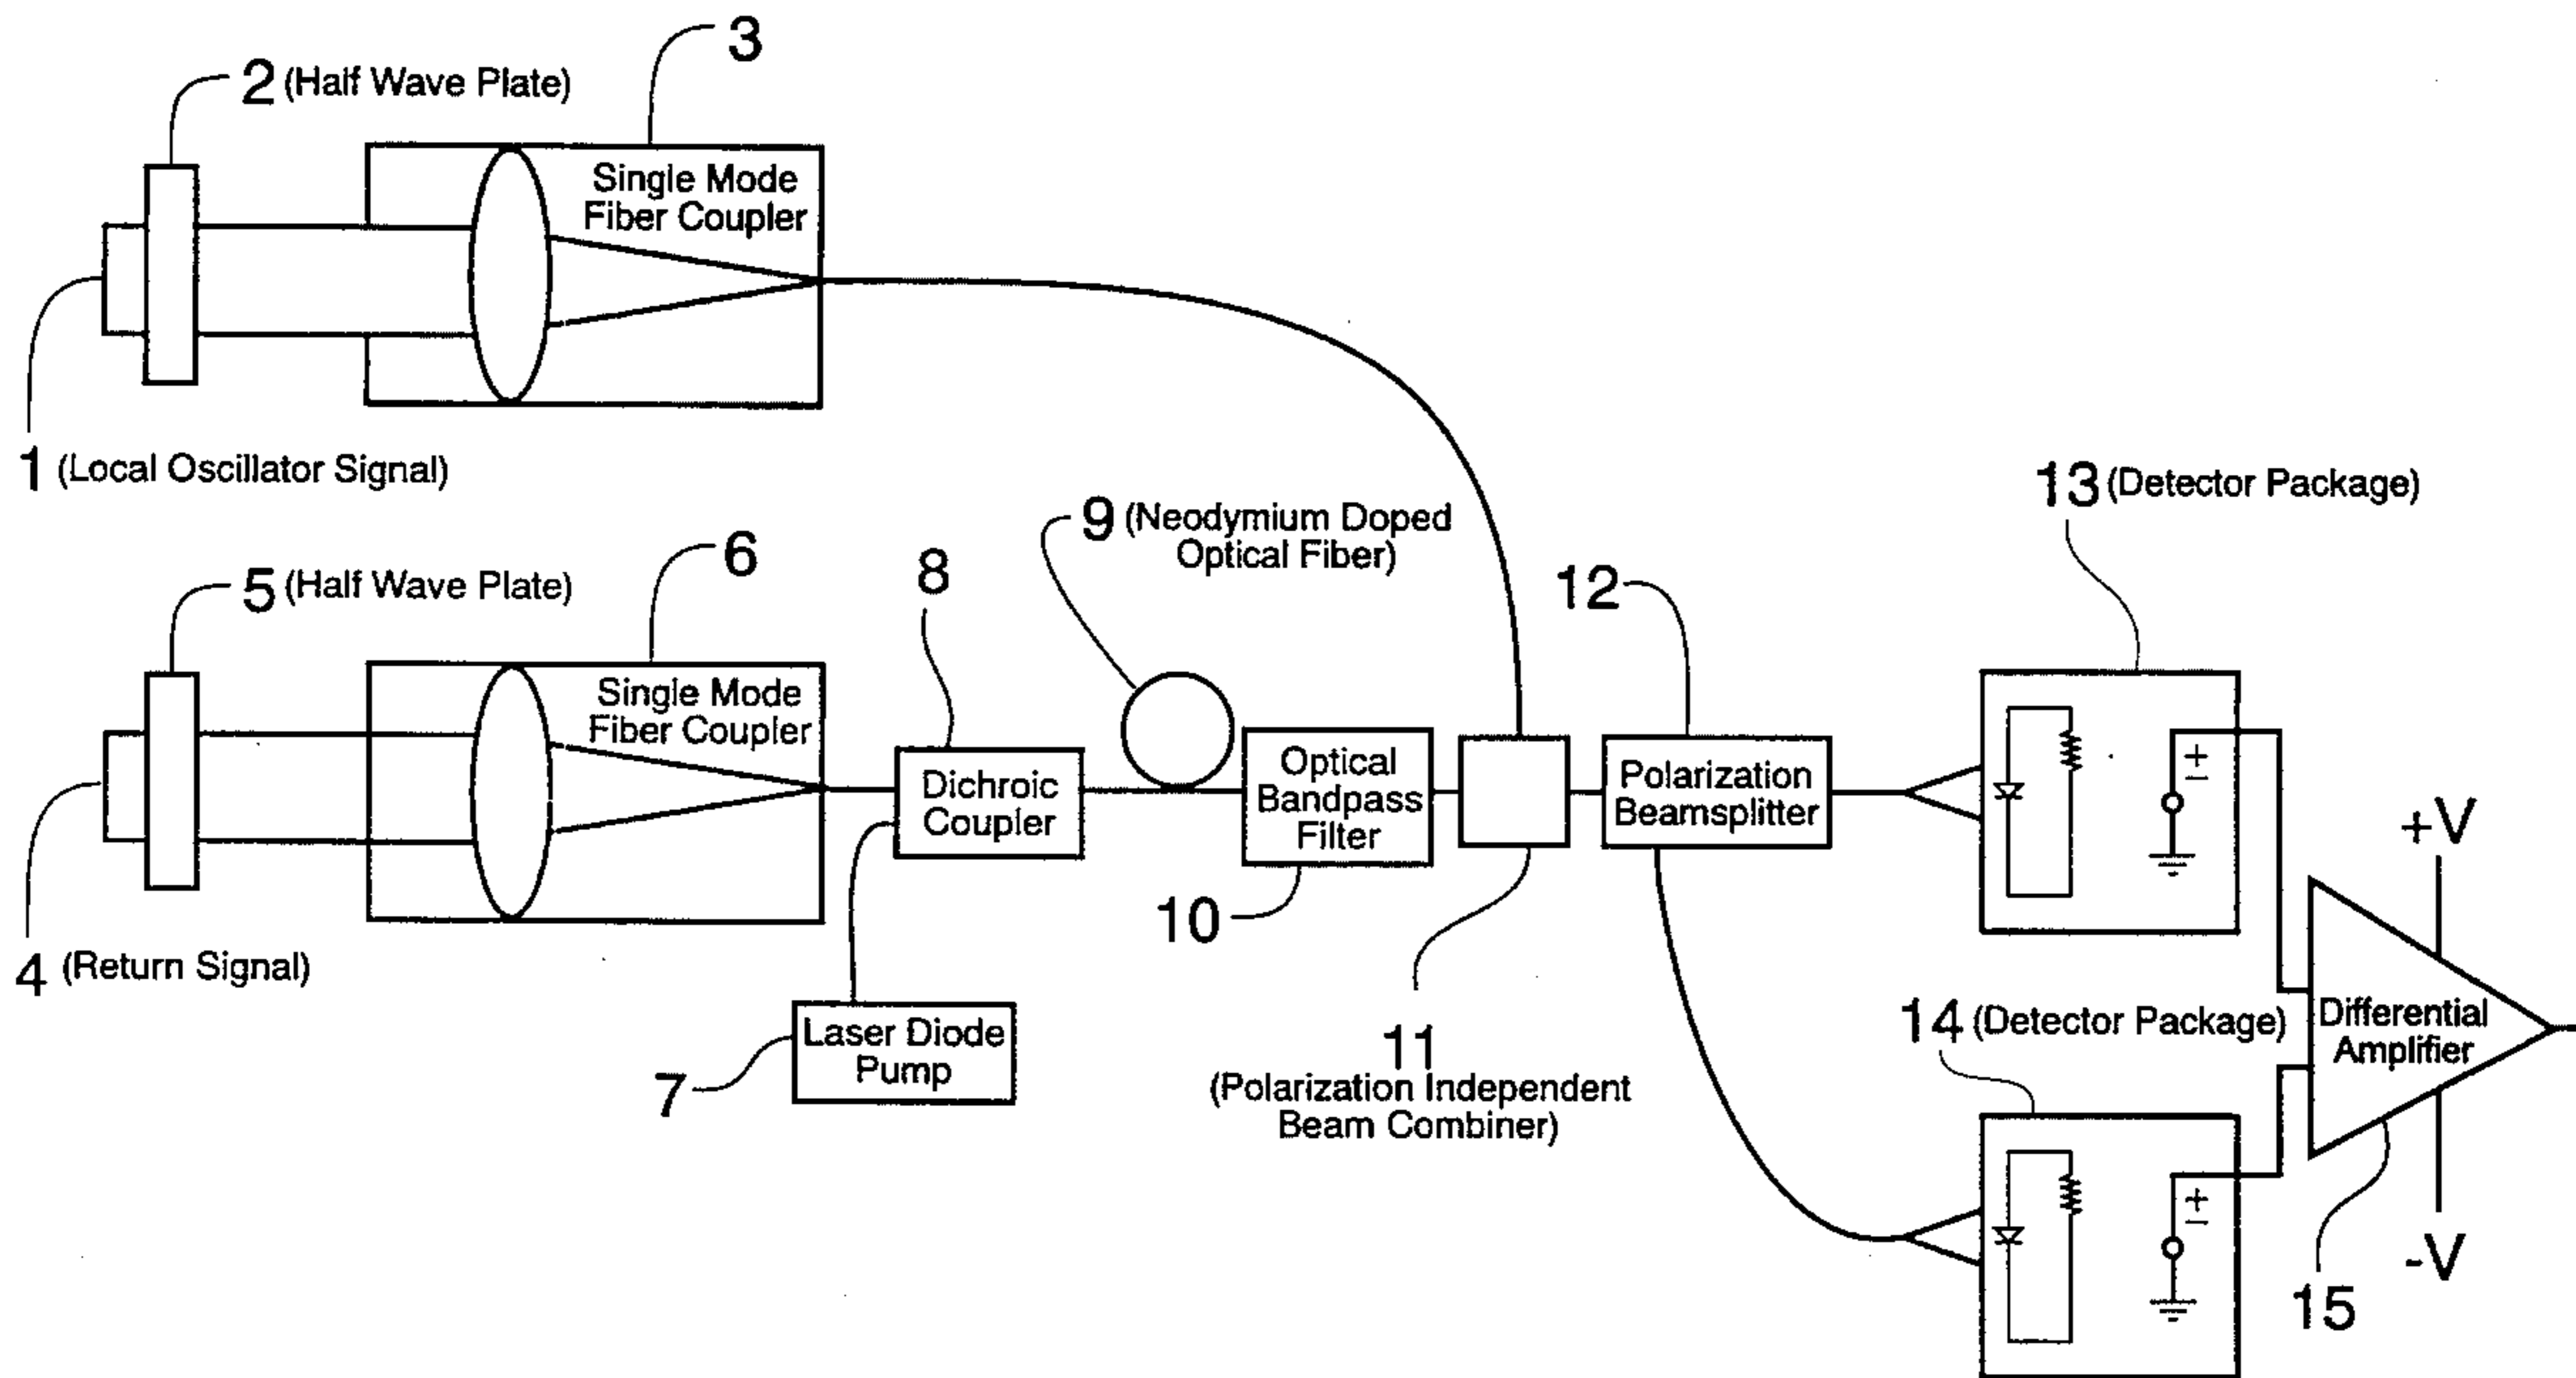 3
2 (Half Wave Plate)
Single Mode
Fiber Coupler
1 (Local Oscillator Signal)
13 (Detector Package)
9 (Neodymium Doped
Optical Fiber)
6
8
12
5 (Half Wave Plate)
Single Mode
Fiber Coupler
Dichroic
Coupler
Optical
Bandpass
Filter
Polarization
Beamsplitter
+
−
+V
10
4 (Return Signal)
Laser Diode
Pump
7
11
(Polarization Independent
Beam Combiner)
14 (Detector Package)
Differential
Amplifier
+
−
-V
15